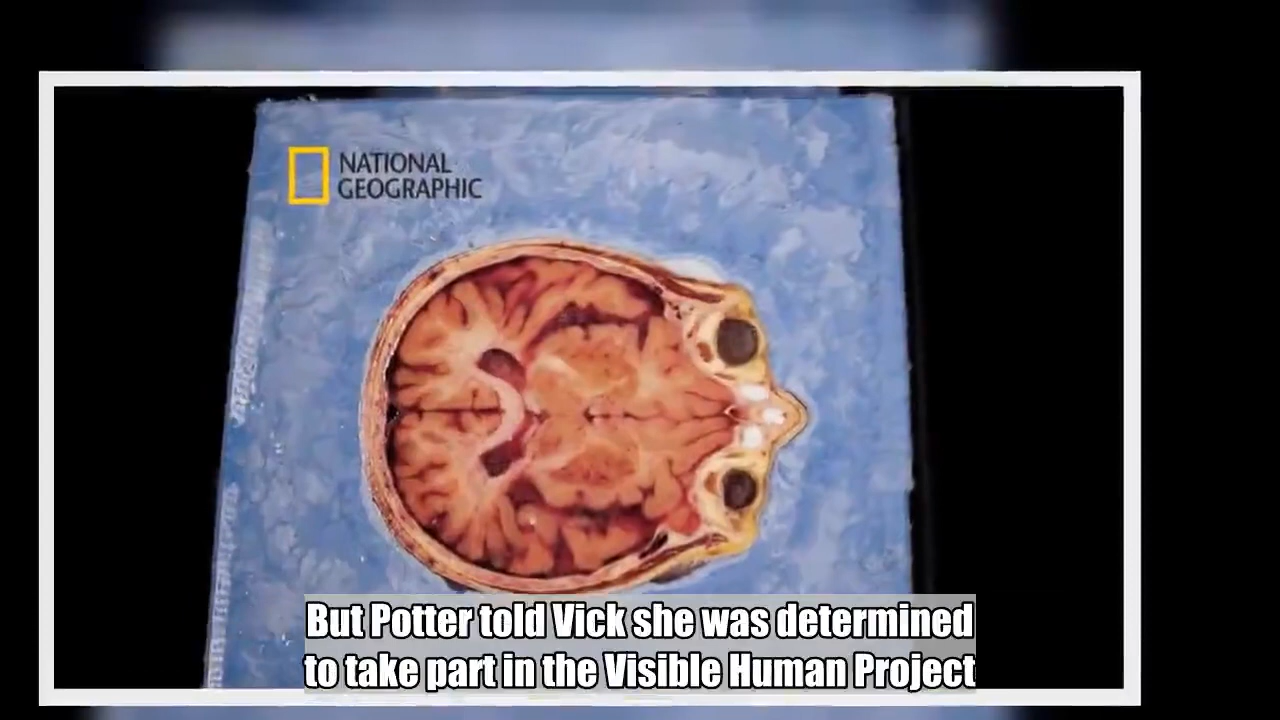 NATIONAL
GEOGRAPHIC
But Potter told Vick she was determined
to take part in the Visible Human Project